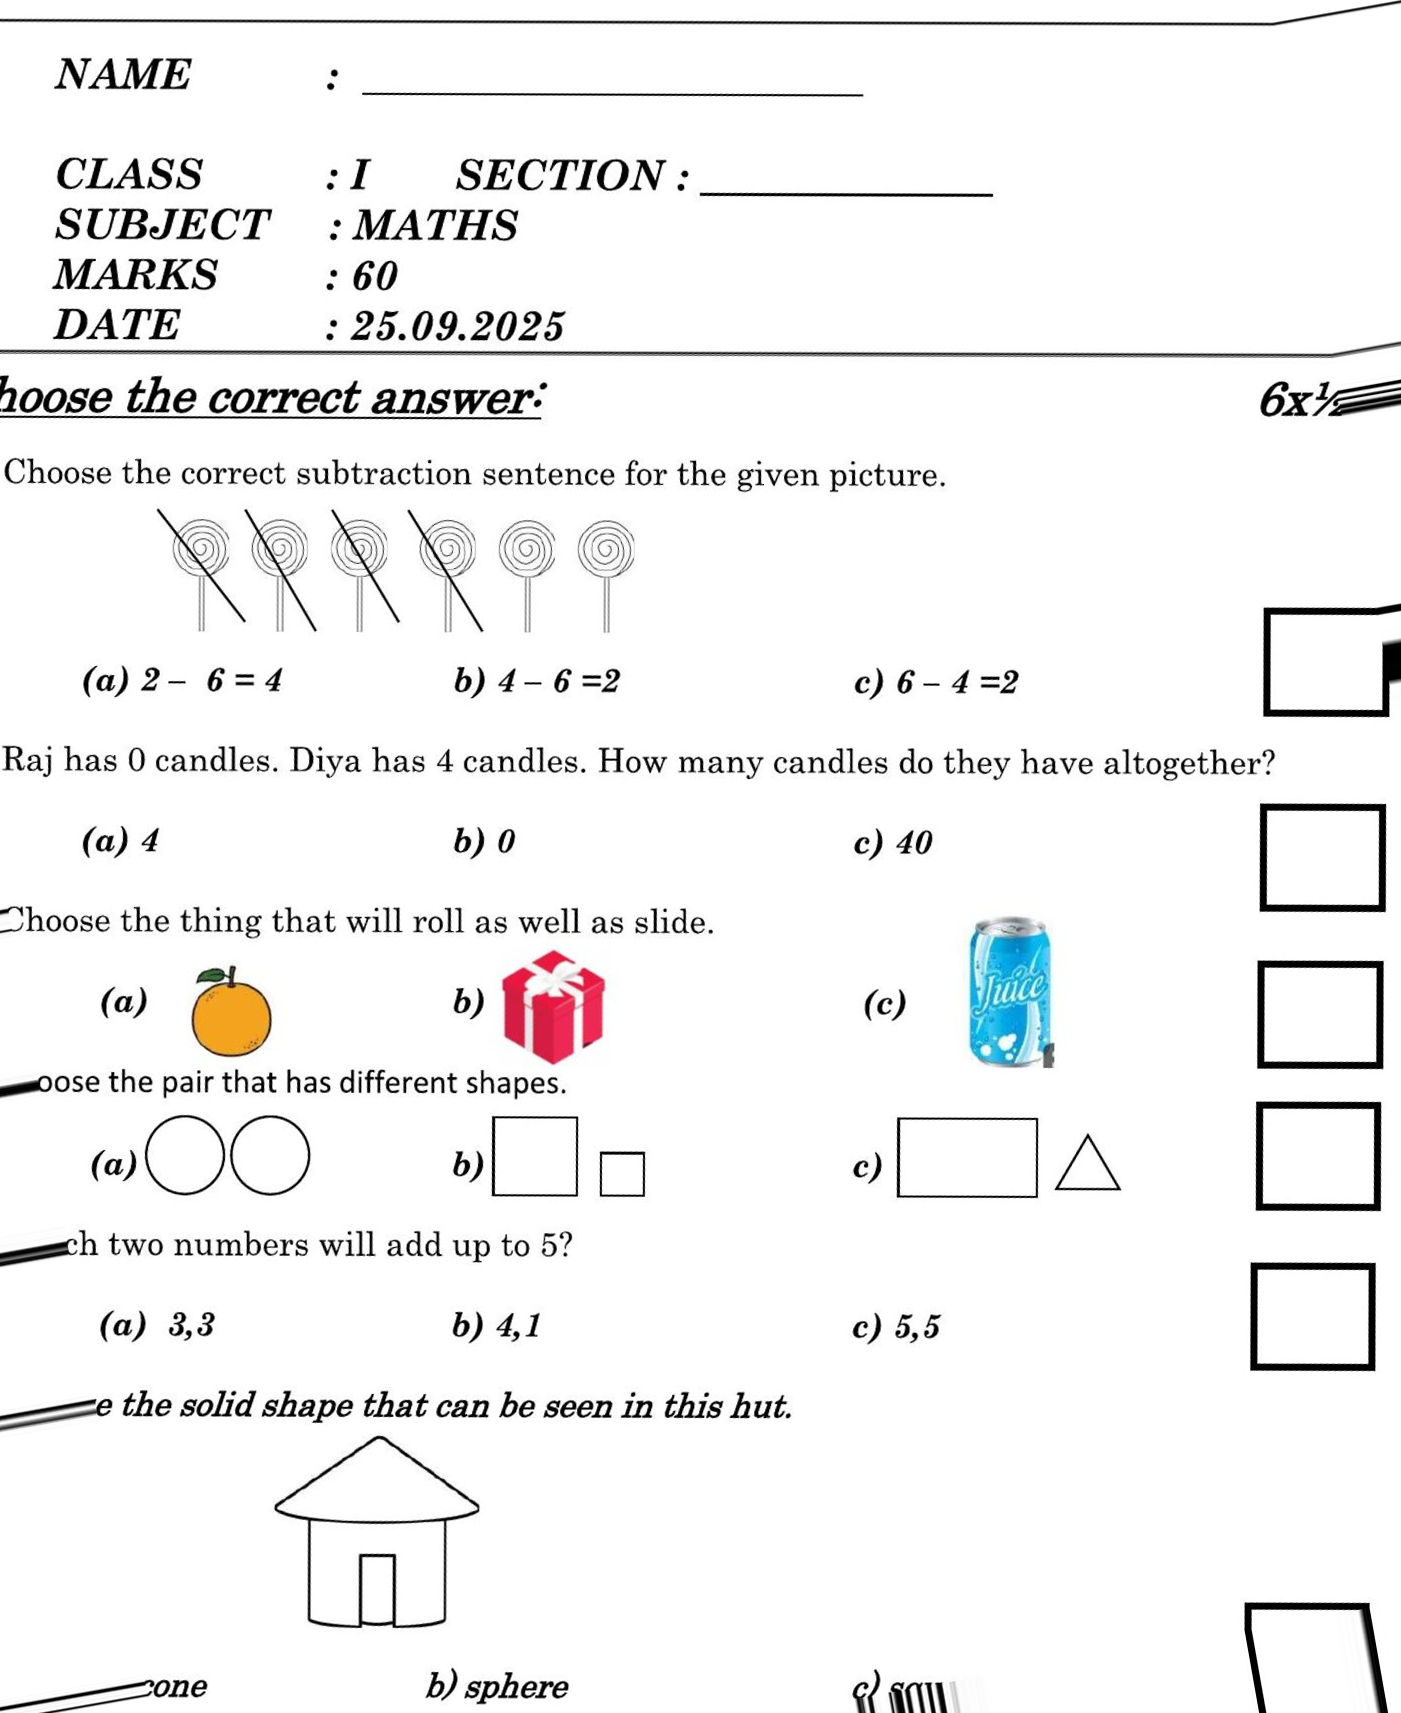 NAME : 
CLASS : I SECTION : 
SUBJECT : MATHS
MARKS : 60
DATE : 25.09.2025
hoose the correct answer: 6x½
Choose the correct subtraction sentence for the given picture.
(a) 2 – 6 = 4 b) 4 – 6 =2 c) 6 – 4 =2
Raj has 0 candles. Diya has 4 candles. How many candles do they have altogether?
(a) 4 b) 0 c) 40
Choose the thing that will roll as well as slide.
(a) b) (c) Juice
oose the pair that has different shapes.
(a) b) c)
ch two numbers will add up to 5?
(a) 3,3 b) 4,1 c) 5,5
e the solid shape that can be seen in this hut.
cone b) sphere c)